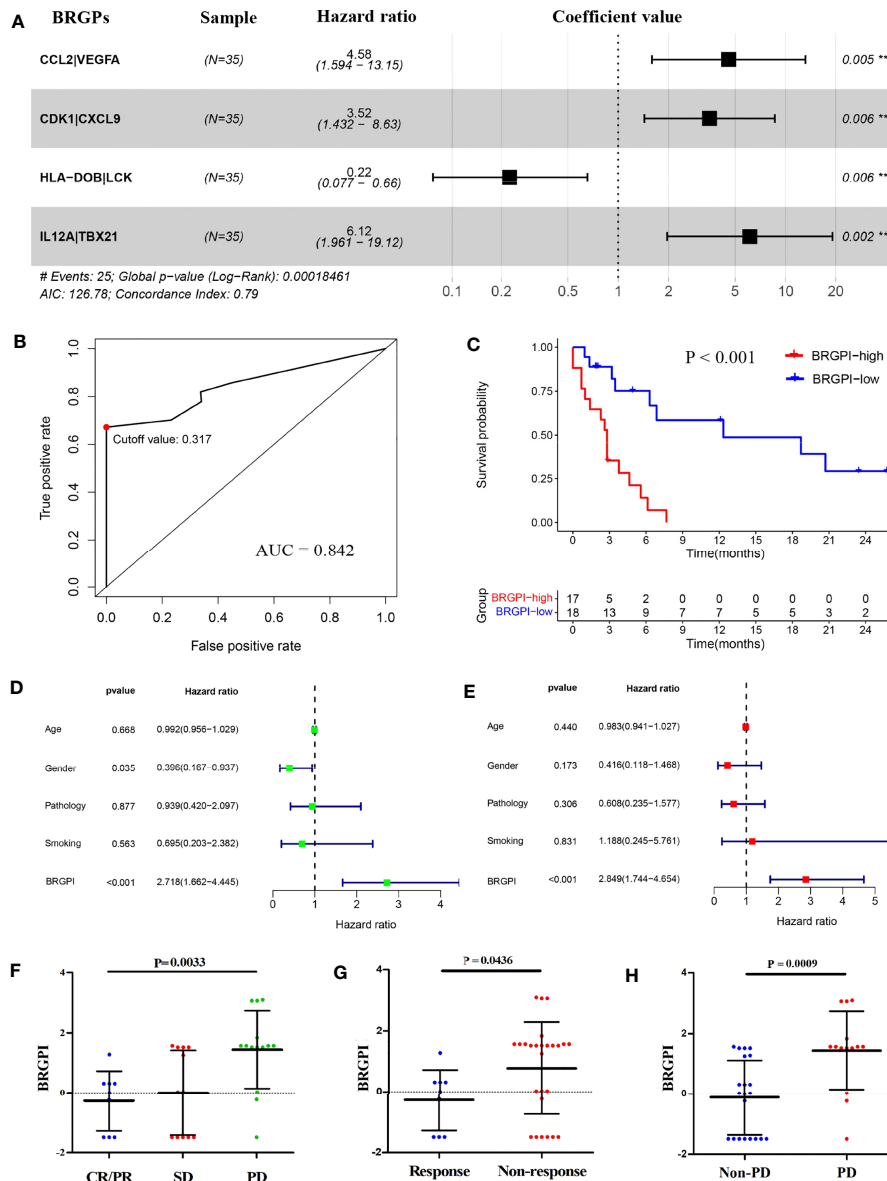 A
BRGPs Sample Hazard ratio Coefficient value
CCL2|VEGFA (N=35) 4.58 (1.594 − 13.15) 0.005 **
CDK1|CXCL9 (N=35) 3.52 (1.432 − 8.63) 0.006 **
HLA−DOB|LCK (N=35) 0.22 (0.077 − 0.66) 0.006 **
IL12A|TBX21 (N=35) 6.12 (1.961 − 19.12) 0.002 **
# Events: 25; Global p−value (Log−Rank): 0.00018461
AIC: 126.78; Concordance Index: 0.79
0.1 0.2 0.5 1 2 5 10 20
B
True positive rate
1.0
0.8
0.6
0.4
0.2
0.0
Cutoff value: 0.317
AUC = 0.842
0.0 0.2 0.4 0.6 0.8 1.0
False positive rate
C
P < 0.001
BRGPI−high
BRGPI−low
Survival probability
1.00
0.75
0.50
0.25
0.00
0 3 6 9 12 15 18 21 24
Time(months)
Group
BRGPI−high 17 5 2 0 0 0 0 0 0
BRGPI−low 18 13 9 7 7 5 5 3 2
0 3 6 9 12 15 18 21 24
Time(months)
D
pvalue Hazard ratio
Age 0.668 0.992(0.956−1.029)
Gender 0.035 0.396(0.167−0.937)
Pathology 0.877 0.939(0.420−2.097)
Smoking 0.563 0.695(0.203−2.382)
BRGPI <0.001 2.718(1.662−4.445)
0 1 2 3 4
Hazard ratio
E
pvalue Hazard ratio
Age 0.440 0.983(0.941−1.027)
Gender 0.173 0.416(0.118−1.468)
Pathology 0.306 0.608(0.235−1.577)
Smoking 0.831 1.188(0.245−5.761)
BRGPI <0.001 2.849(1.744−4.654)
0 1 2 3 4 5
Hazard ratio
F
P=0.0033
BRGPI
4
2
0
-2
CR/PR SD PD
G
P = 0.0436
BRGPI
4
2
0
-2
Response Non-response
H
P = 0.0009
BRGPI
4
2
0
-2
Non-PD PD